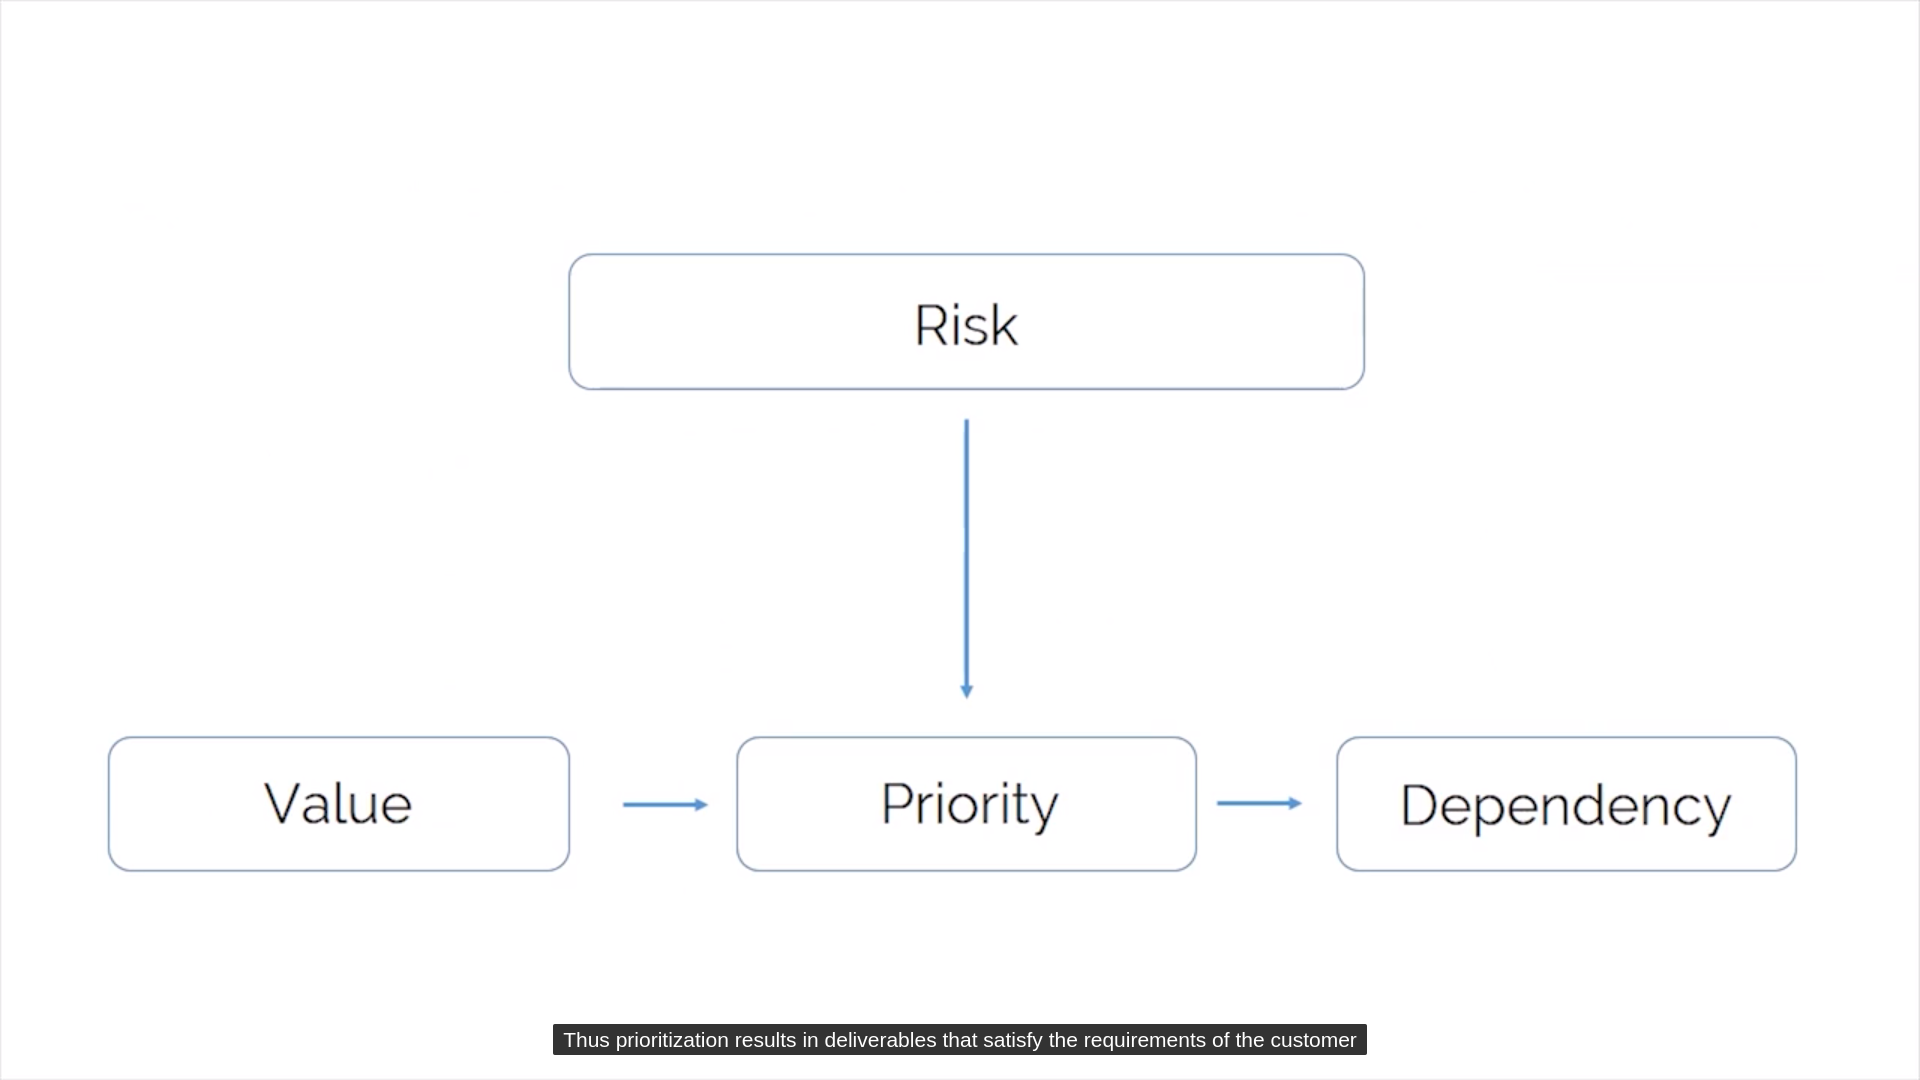 Risk
Value
Priority
Dependency
Thus prioritization results in deliverables that satisfy the requirements of the customer